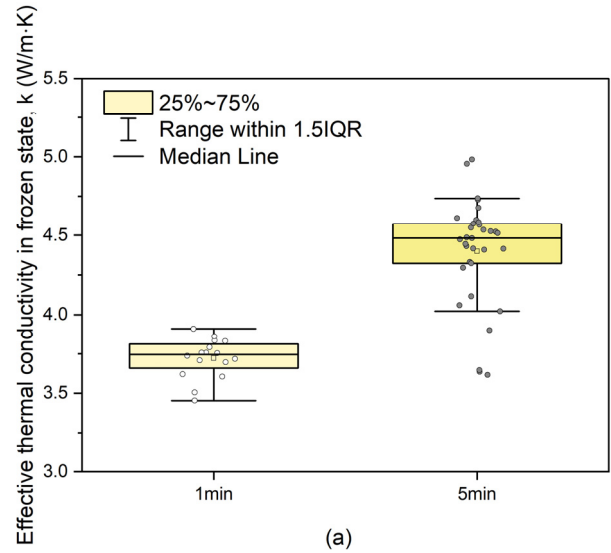 Effective thermal conductivity in frozen state, k (W/m·K)
5.5
5.0
4.5
4.0
3.5
3.0
25%~75%
Range within 1.5IQR
Median Line
1min
5min
(a)